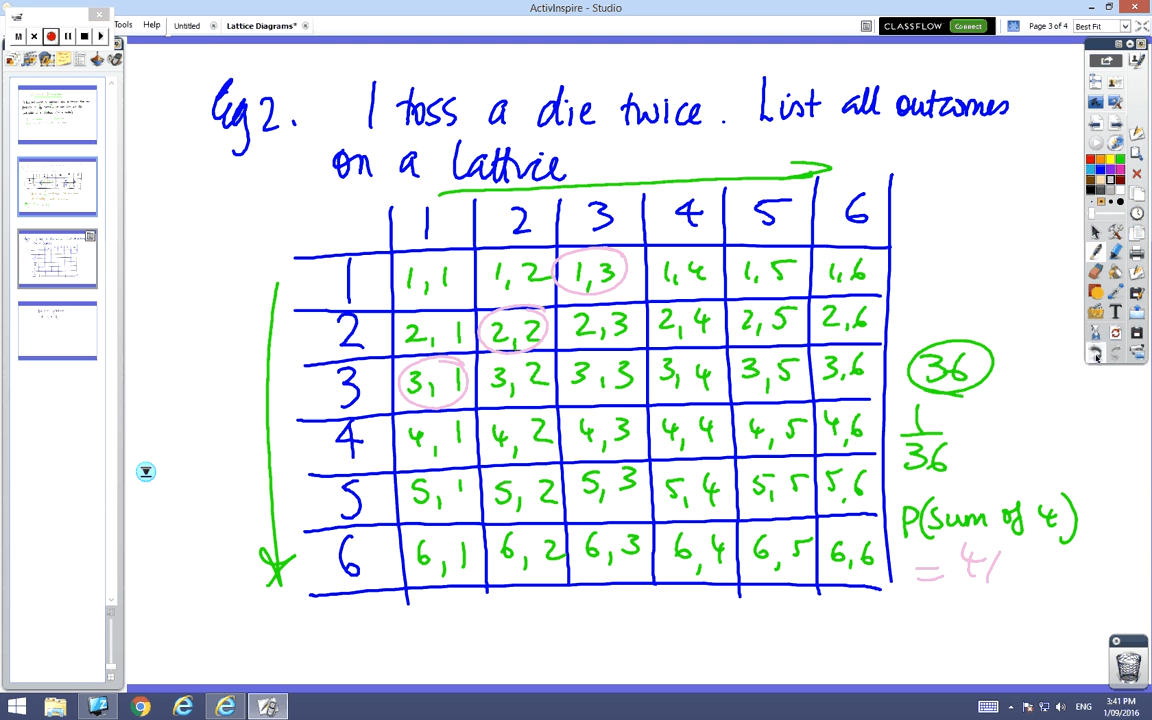 ActivInspire - Studio
Tools Help Untitled Lattice Diagrams* CLASSFLOW Connect Page 3 of 4 Best Fit
Eg 2. I toss a die twice. List all outcomes
on a lattice
1 2 3 4 5 6
1 1,1 1,2 1,3 1,4 1,5 1,6
2 2,1 2,2 2,3 2,4 2,5 2,6
3 3,1 3,2 3,3 3,4 3,5 3,6
4 4,1 4,2 4,3 4,4 4,5 4,6
5 5,1 5,2 5,3 5,4 5,5 5,6
6 6,1 6,2 6,3 6,4 6,5 6,6
36
1
36
P(sum of 4)
= 4/
3:41 PM
1/09/2016